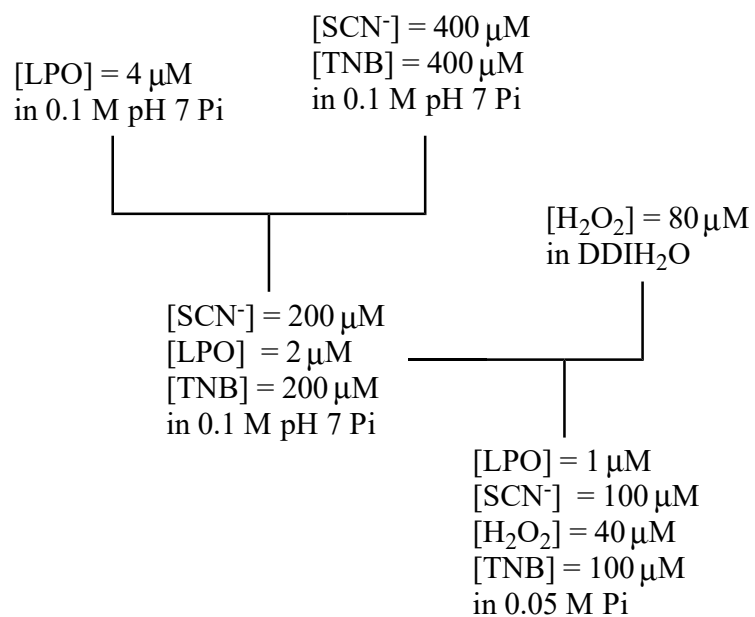 [SCN⁻] = 400 μM
[TNB] = 400 μM
in 0.1 M pH 7 Pi
[LPO] = 4 μM
in 0.1 M pH 7 Pi
[H₂O₂] = 80 μM
in DDIH₂O
[SCN⁻] = 200 μM
[LPO] = 2 μM
[TNB] = 200 μM
in 0.1 M pH 7 Pi
[LPO] = 1 μM
[SCN⁻] = 100 μM
[H₂O₂] = 40 μM
[TNB] = 100 μM
in 0.05 M Pi